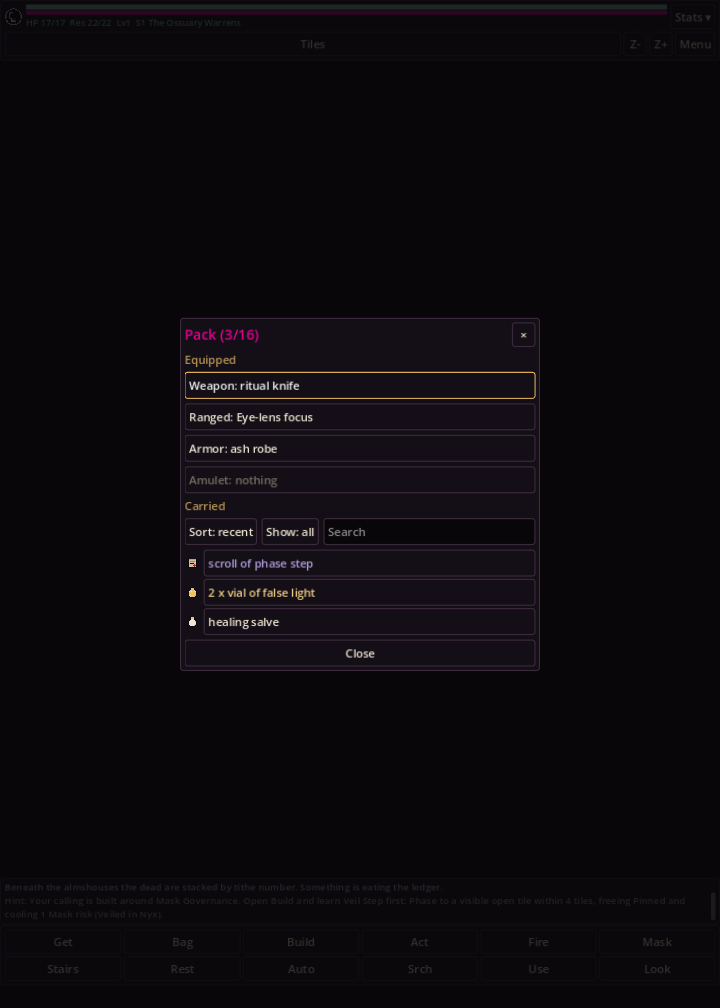 HP 17/17 Res 22/22 Lv1 S1 The Ossuary Warrens
Stats ▾
Tiles
Z-
Z+
Menu
Pack (3/16)
×
Equipped
Weapon: ritual knife
Ranged: Eye-lens focus
Armor: ash robe
Amulet: nothing
Carried
Sort: recent
Show: all
Search
scroll of phase step
2 x vial of false light
healing salve
Close
Beneath the almshouses the dead are stacked by tithe number. Something is eating the ledger.
Hint: Your calling is built around Mask Governance. Open Build and learn Veil Step first: Phase to a visible open tile within 4 tiles, freeing Pinned and
cooling 1 Mask risk (Veiled in Nyx).
Get
Bag
Build
Act
Fire
Mask
Stairs
Rest
Auto
Srch
Use
Look